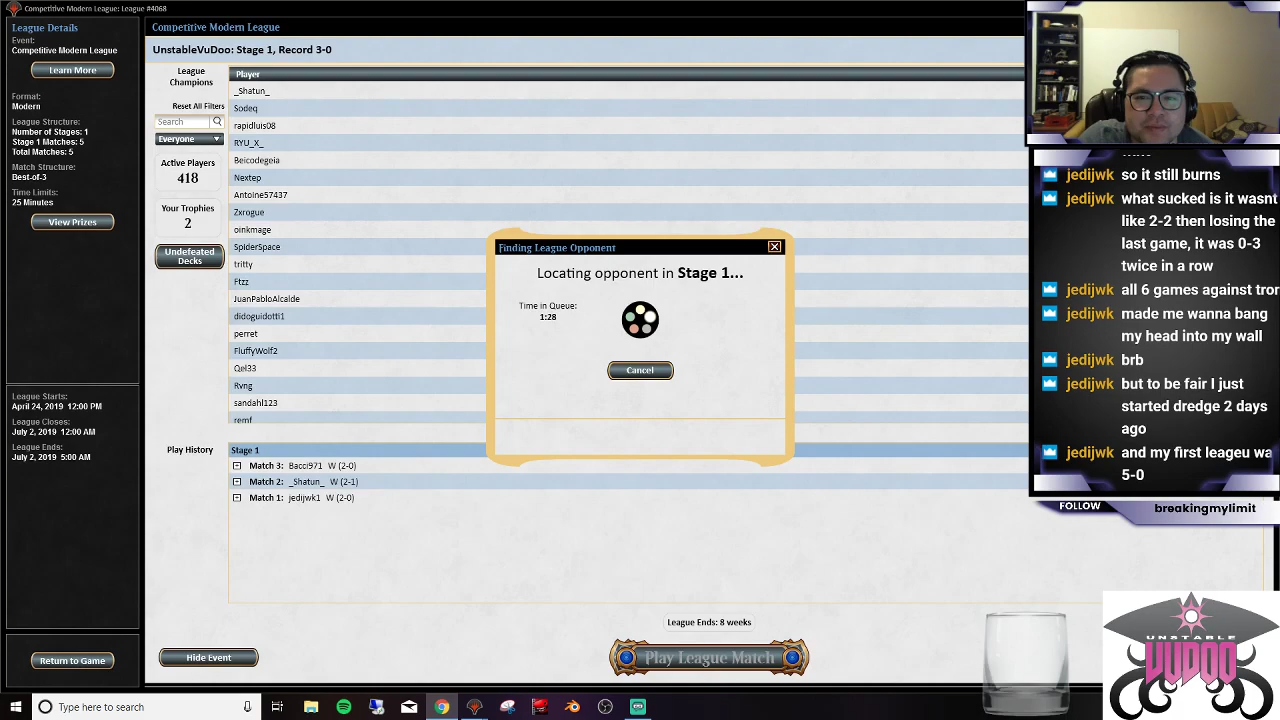 Competitive Modern League: League #4068
League Details
Event:
Competitive Modern League
Learn More
Format:
Modern
League Structure:
Number of Stages: 1
Stage 1 Matches: 5
Total Matches: 5
Match Structure:
Best-of-3
Time Limits:
25 Minutes
View Prizes
League Starts:
April 24, 2019 12:00 PM
League Closes:
July 2, 2019 12:00 AM
League Ends:
July 2, 2019 5:00 AM
Return to Game
Competitive Modern League
UnstableVuDoo: Stage 1, Record 3-0
League
Champions
Reset All Filters
Search
Everyone
Active Players
418
Your Trophies
2
Undefeated
Decks
Player
_Shatun_
Sodeq
rapidluis08
RYU_X_
Beicodegeia
Nextep
Antoine57437
Zxrogue
oinkmage
SpiderSpace
tritty
Ftzz
JuanPabloAlcalde
didoguidotti1
perret
FluffyWolf2
Qel33
Rvng
sandahl123
remf
Play History
Stage 1
Match 3: Bacci971 W (2-0)
Match 2: _Shatun_ W (2-1)
Match 1: jedijwk1 W (2-0)
Finding League Opponent
Locating opponent in Stage 1...
Time in Queue:
1:28
Cancel
League Ends: 8 weeks
Hide Event
Play League Match
jedijwk so it still burns
jedijwk what sucked is it wasnt
like 2-2 then losing the
last game, it was 0-3
twice in a row
jedijwk all 6 games against tror
jedijwk made me wanna bang
my head into my wall
jedijwk brb
jedijwk but to be fair I just
started dredge 2 days
ago
jedijwk and my first leageu wa
5-0
FOLLOW breakingmylimit
UNSTABLE
VUDOO
Type here to search